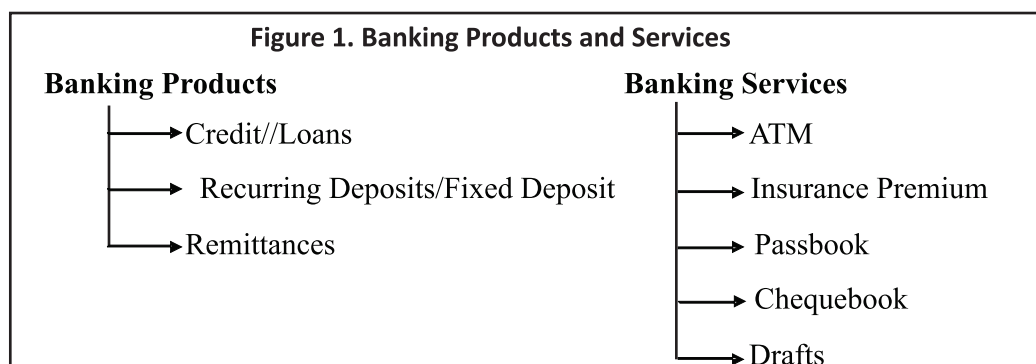 Figure 1. Banking Products and Services
Banking Products
Credit//Loans
Recurring Deposits/Fixed Deposit
Remittances
Banking Services
ATM
Insurance Premium
Passbook
Chequebook
Drafts